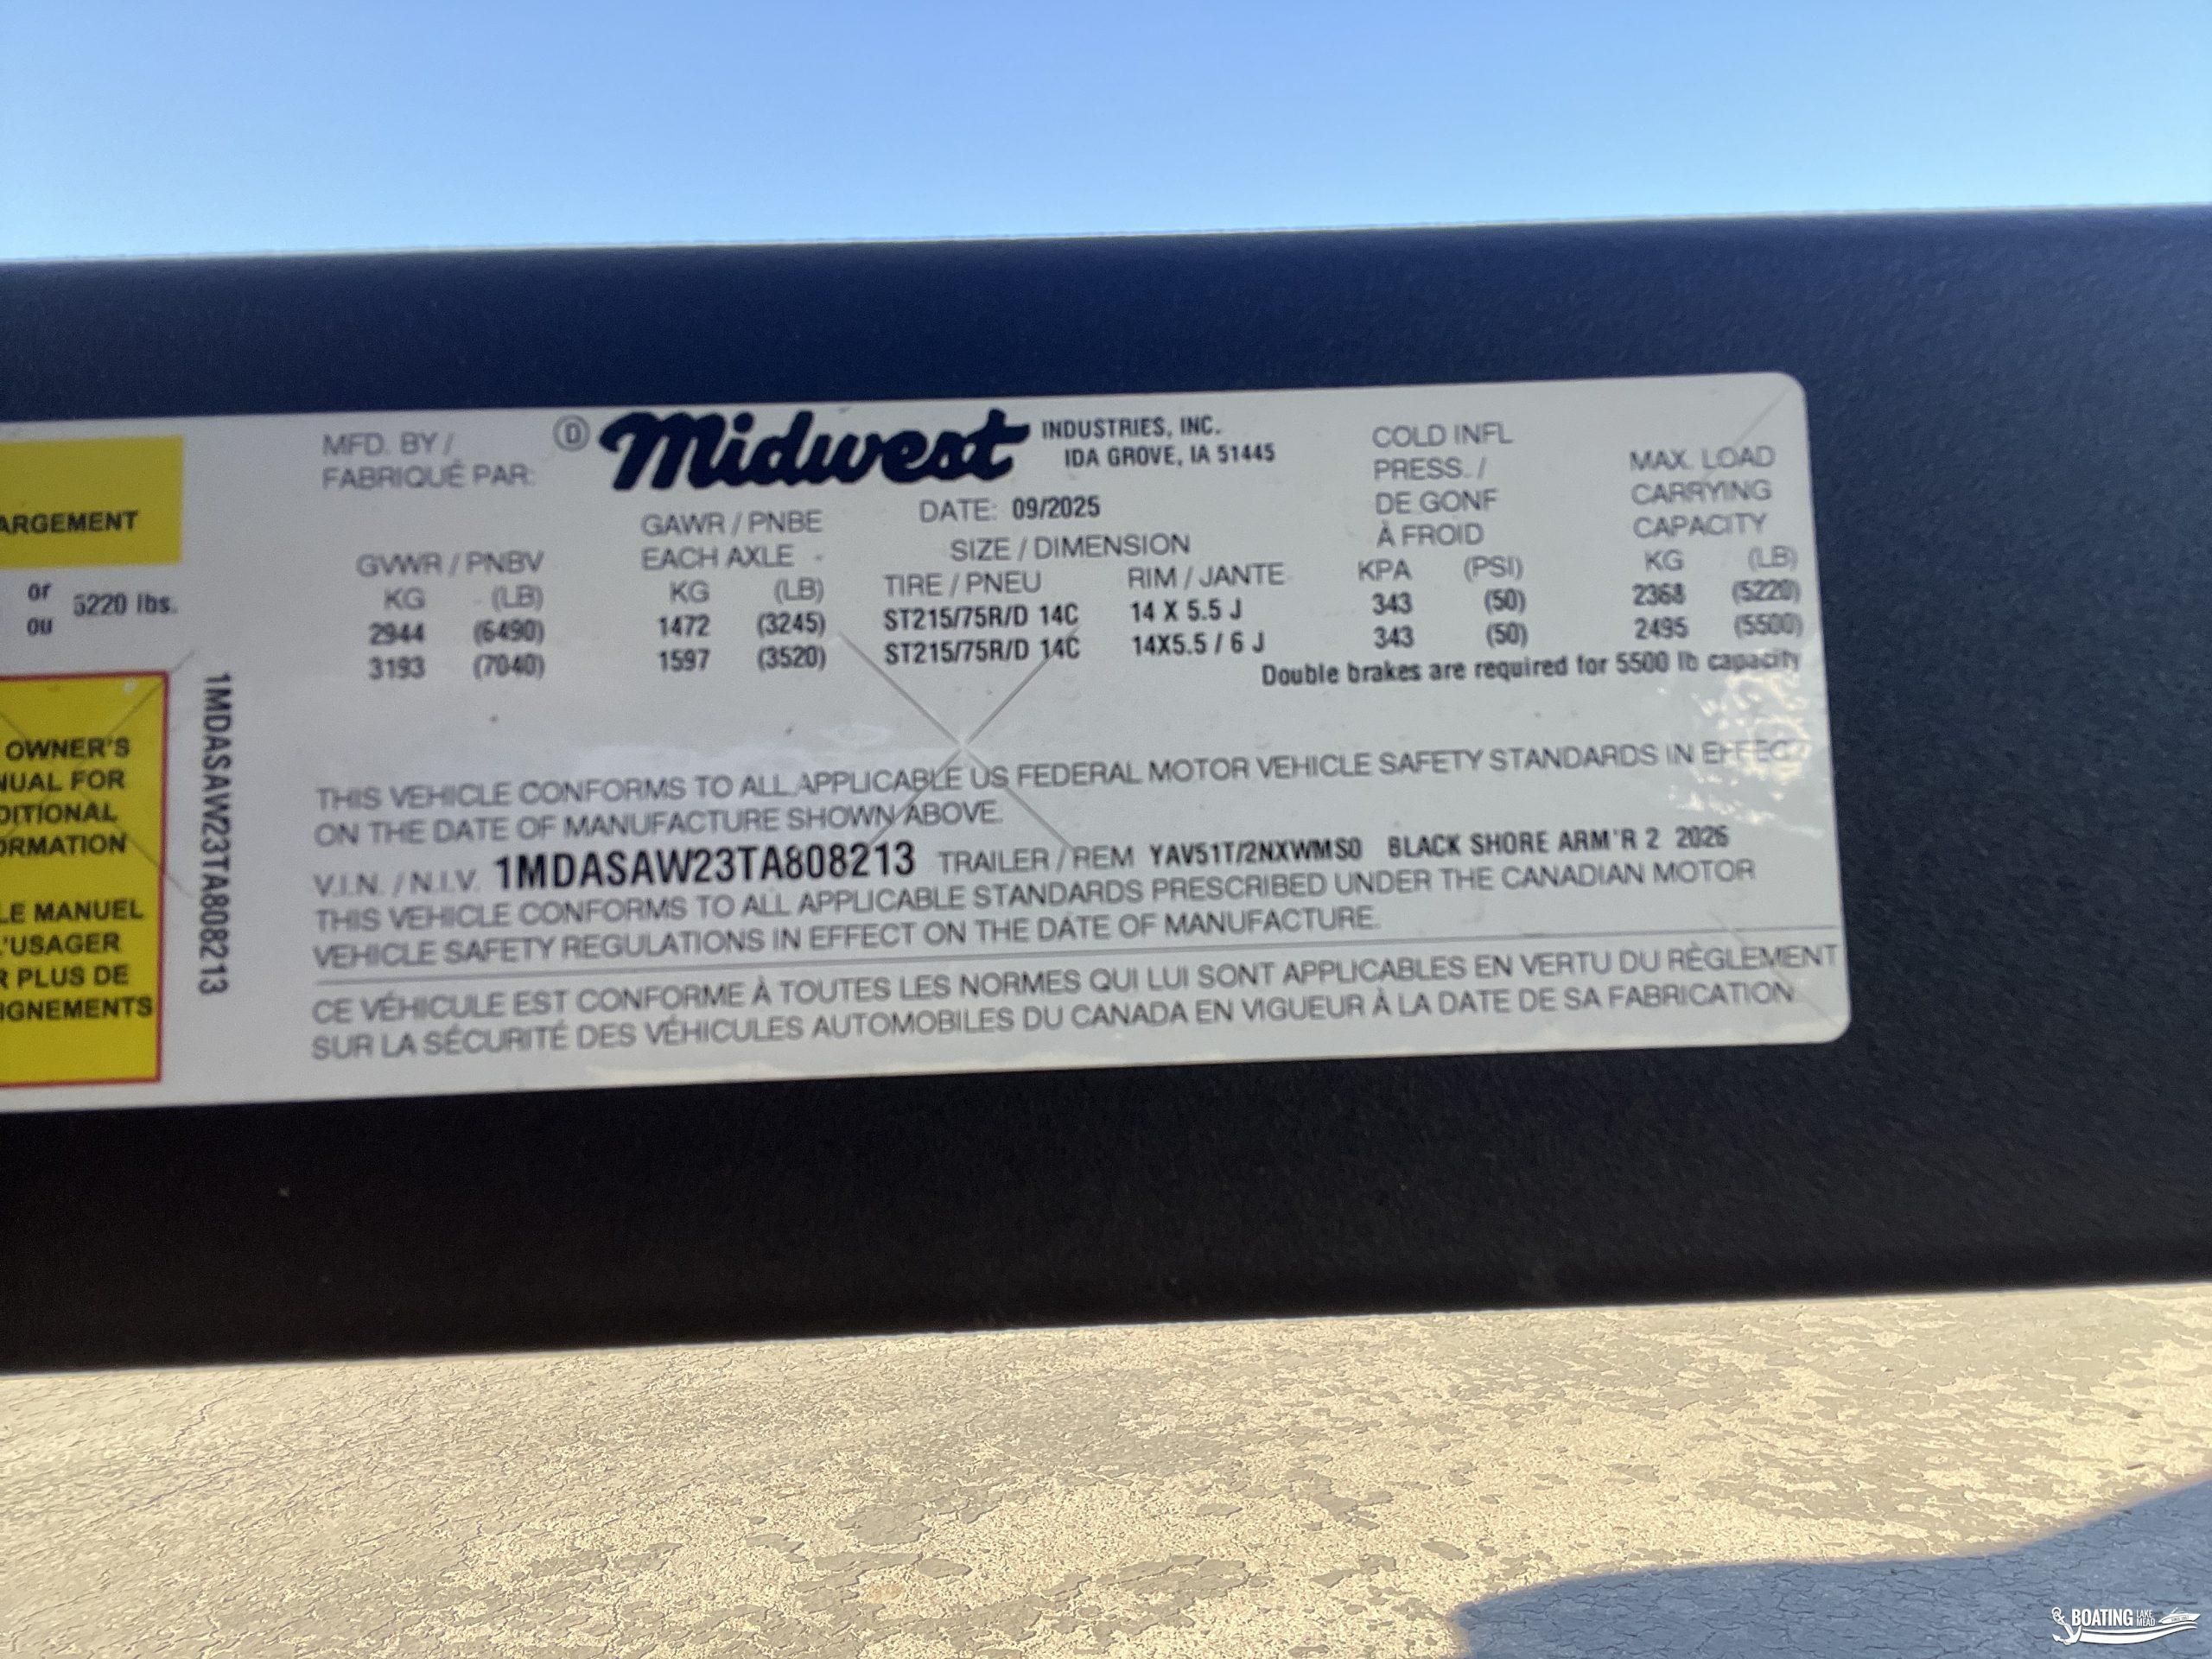 ARGEMENT
or
ou
5220 lbs.
OWNER'S
NUAL FOR
DITIONAL
ORMATION
LE MANUEL
L'USAGER
R PLUS DE
IGNEMENTS
1MDASAW23TA808213
MFD. BY /
FABRIQUÉ PAR:
D Midwest INDUSTRIES, INC.
IDA GROVE, IA 51445
DATE: 09/2025
GVWR / PNBV
KG (LB)
2944 (6490)
3193 (7040)
GAWR / PNBE
EACH AXLE
KG (LB)
1472 (3245)
1597 (3520)
SIZE / DIMENSION
TIRE / PNEU RIM / JANTE
ST215/75R/D 14C 14 X 5.5 J
ST215/75R/D 14C 14X5.5 / 6 J
COLD INFL
PRESS. /
DE GONF
À FROID
KPA (PSI)
343 (50)
343 (50)
MAX. LOAD
CARRYING
CAPACITY
KG (LB)
2368 (5220)
2495 (5500)
Double brakes are required for 5500 lb capacity
THIS VEHICLE CONFORMS TO ALL APPLICABLE US FEDERAL MOTOR VEHICLE SAFETY STANDARDS IN EFFECT
ON THE DATE OF MANUFACTURE SHOWN ABOVE.
V.I.N. / N.I.V. 1MDASAW23TA808213 TRAILER / REM YAV51T/2NXWMS0 BLACK SHORE ARM'R 2 2026
THIS VEHICLE CONFORMS TO ALL APPLICABLE STANDARDS PRESCRIBED UNDER THE CANADIAN MOTOR
VEHICLE SAFETY REGULATIONS IN EFFECT ON THE DATE OF MANUFACTURE.
CE VÉHICULE EST CONFORME À TOUTES LES NORMES QUI LUI SONT APPLICABLES EN VERTU DU RÈGLEMENT
SUR LA SÉCURITÉ DES VÉHICULES AUTOMOBILES DU CANADA EN VIGUEUR À LA DATE DE SA FABRICATION
BOATING LAKE MEAD